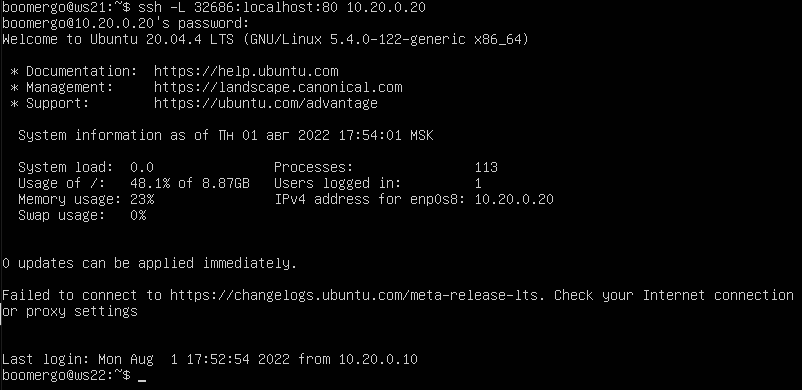 boomergo@ws21:~$ ssh -L 32686:localhost:80 10.20.0.20
boomergo@10.20.0.20's password:
Welcome to Ubuntu 20.04.4 LTS (GNU/Linux 5.4.0-122-generic x86_64)
* Documentation:  https://help.ubuntu.com
* Management:     https://landscape.canonical.com
* Support:        https://ubuntu.com/advantage
System information as of Пн 01 авг 2022 17:54:01 MSK
System load:  0.0               Processes:               113
Usage of /:   48.1% of 8.87GB   Users logged in:         1
Memory usage: 23%               IPv4 address for enp0s8: 10.20.0.20
Swap usage:   0%
0 updates can be applied immediately.
Failed to connect to https://changelogs.ubuntu.com/meta-release-lts. Check your Internet connection
or proxy settings
Last login: Mon Aug  1 17:52:54 2022 from 10.20.0.10
boomergo@ws22:~$ _